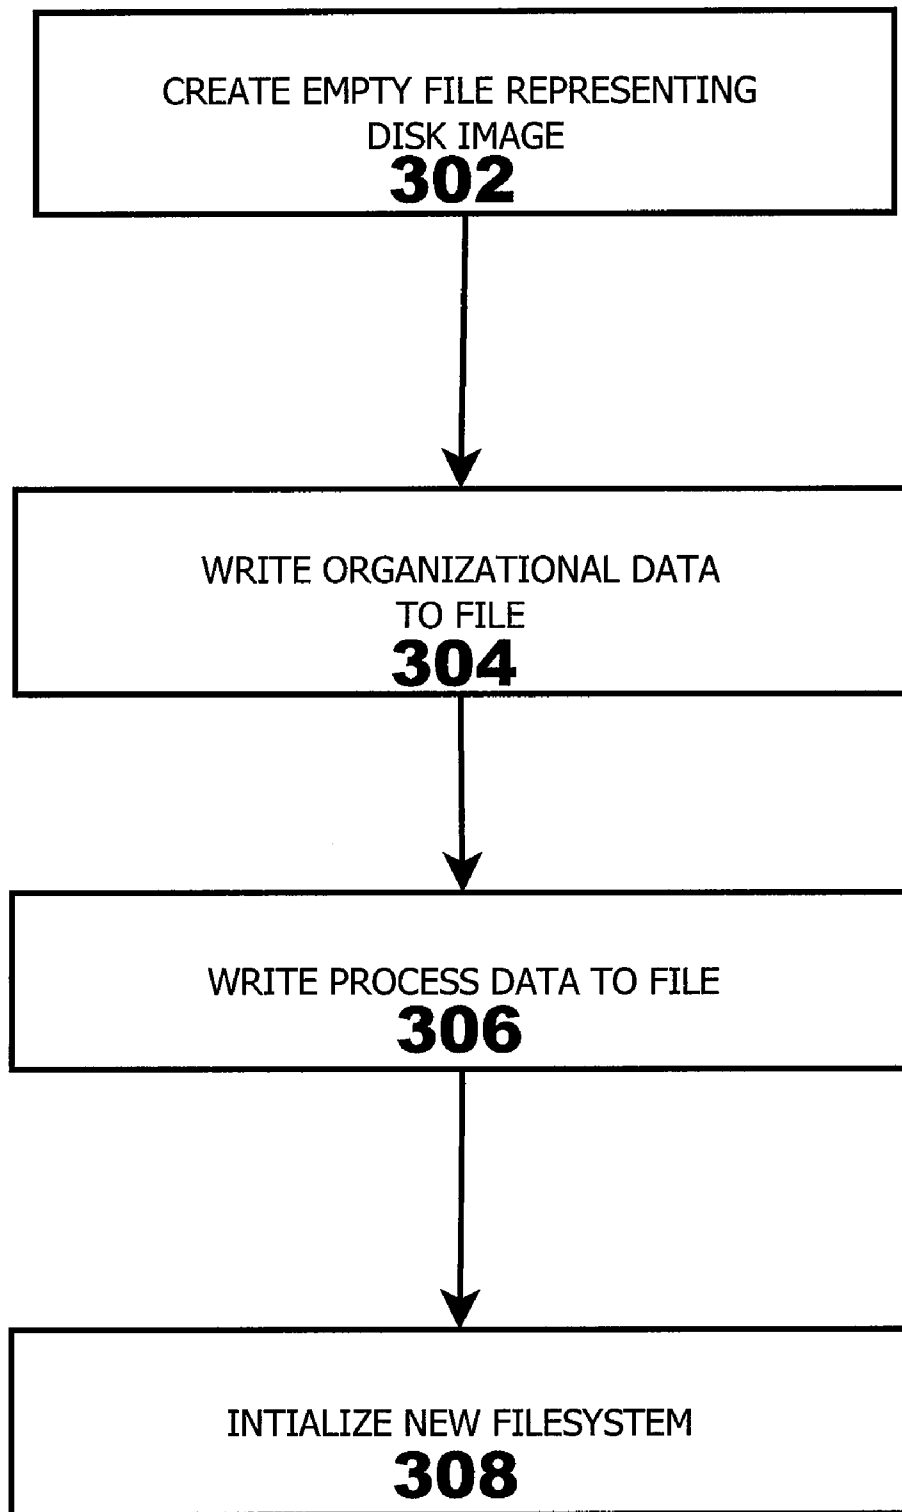 CREATE EMPTY FILE REPRESENTING
DISK IMAGE
302
WRITE ORGANIZATIONAL DATA
TO FILE
304
WRITE PROCESS DATA TO FILE
306
INTIALIZE NEW FILESYSTEM
308